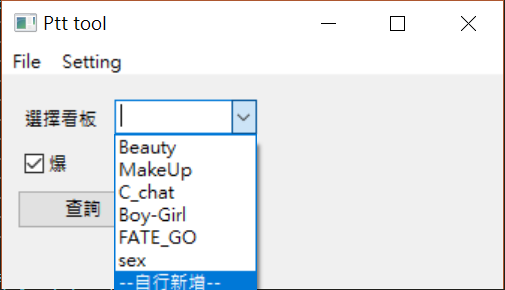 Ptt tool
File Setting
選擇看板
Beauty
MakeUp
C_chat
Boy-Girl
FATE_GO
sex
--自行新增--
爆
查詢